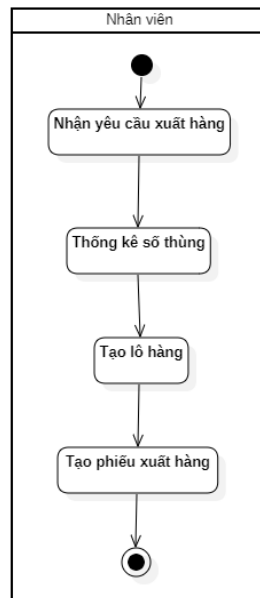 Nhân viên
Nhận yêu cầu xuất hàng
Thống kê số thùng
Tạo lô hàng
Tạo phiếu xuất hàng